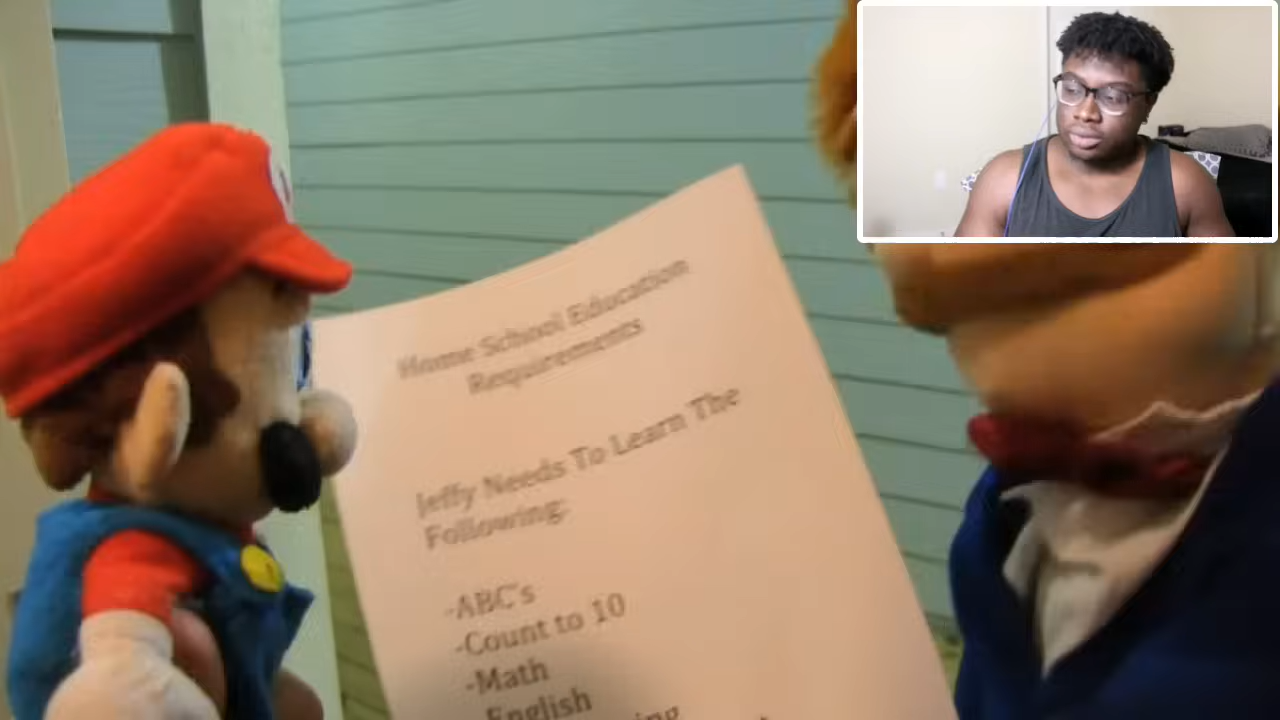 Home School Education
Requirements
Jeffy Needs To Learn The
Following:
-ABC's
-Count to 10
-Math
-English